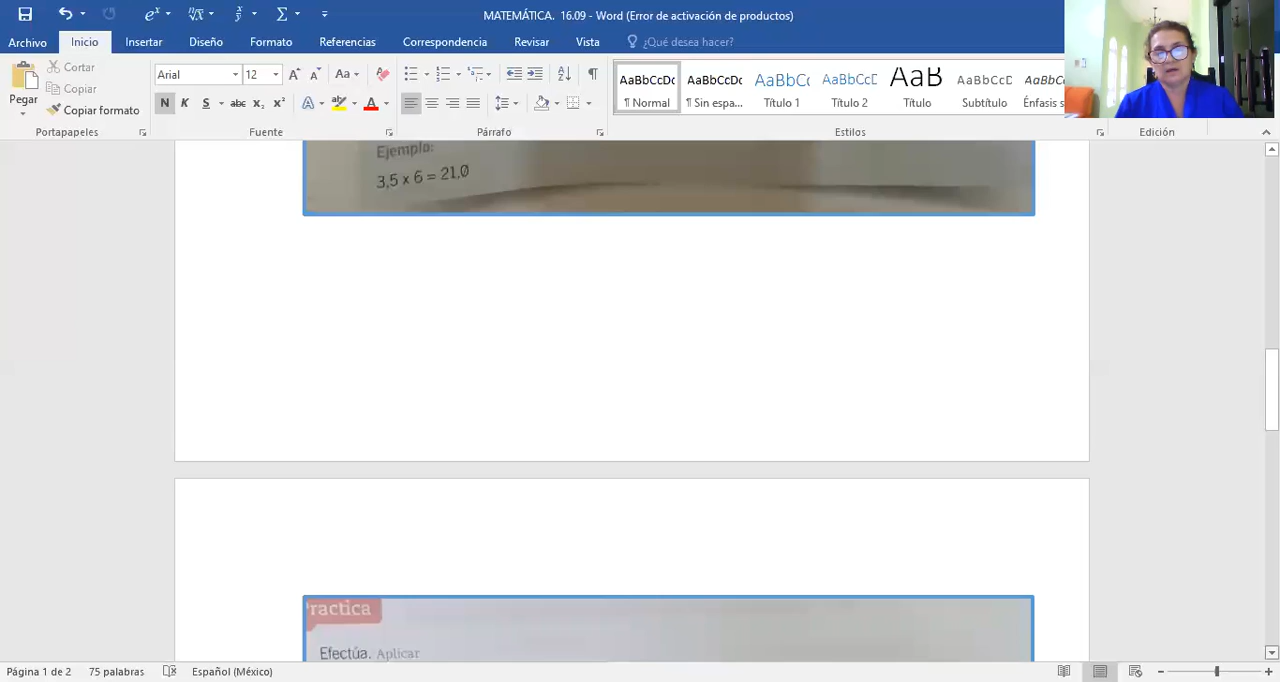 MATEMÁTICA. 16.09 - Word (Error de activación de productos)
Archivo Inicio Insertar Diseño Formato Referencias Correspondencia Revisar Vista ¿Qué desea hacer?
Pegar
Cortar
Copiar
Copiar formato
Portapapeles
Arial 12
Fuente
Párrafo
AaBbCcDc AaBbCcDc AaBbCc AaBbCcD AaB AaBbCcD AaBbCc
¶ Normal ¶ Sin espa... Título 1 Título 2 Título Subtítulo Énfasis s
Estilos
Edición
Ejemplo:
3,5 x 6 = 21,0
ractica
Efectúa. Aplicar
Página 1 de 2 75 palabras Español (México)